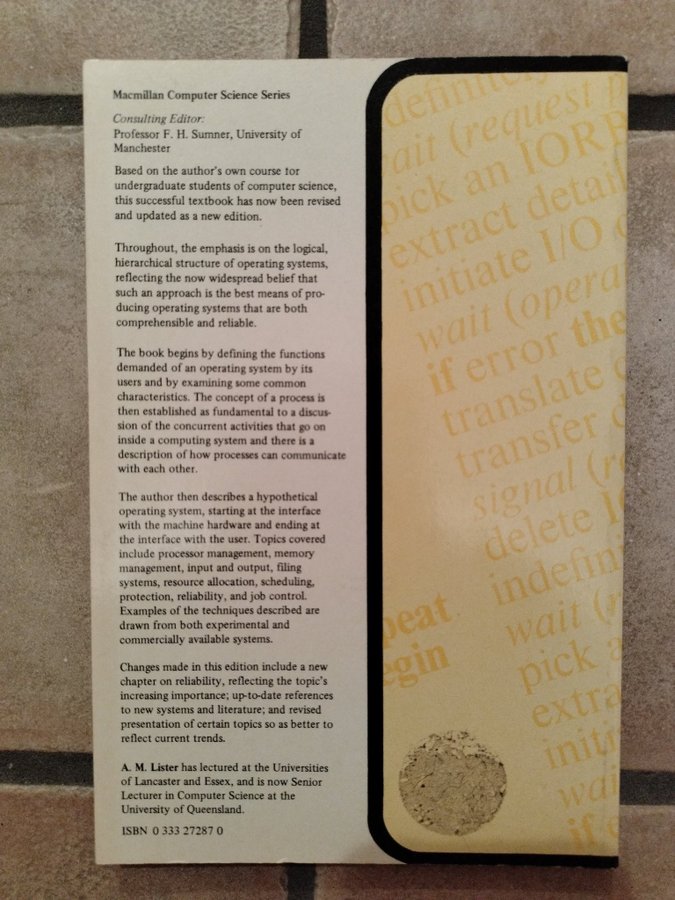 Macmillan Computer Science Series
Consulting Editor:
Professor F. H. Sumner, University of
Manchester
Based on the author's own course for
undergraduate students of computer science,
this successful textbook has now been revised
and updated as a new edition.
Throughout, the emphasis is on the logical,
hierarchical structure of operating systems,
reflecting the now widespread belief that
such an approach is the best means of pro-
ducing operating systems that are both
comprehensible and reliable.
The book begins by defining the functions
demanded of an operating system by its
users and by examining some common
characteristics. The concept of a process is
then established as fundamental to a discus-
sion of the concurrent activities that go on
inside a computing system and there is a
description of how processes can communicate
with each other.
The author then describes a hypothetical
operating system, starting at the interface
with the machine hardware and ending at
the interface with the user. Topics covered
include processor management, memory
management, input and output, filing
systems, resource allocation, scheduling,
protection, reliability, and job control.
Examples of the techniques described are
drawn from both experimental and
commercially available systems.
Changes made in this edition include a new
chapter on reliability, reflecting the topic's
increasing importance; up-to-date references
to new systems and literature; and revised
presentation of certain topics so as better to
reflect current trends.
A. M. Lister has lectured at the Universities
of Lancaster and Essex, and is now Senior
Lecturer in Computer Science at the
University of Queensland.
ISBN 0 333 27287 0
definitely
wait (request
pick an IORB
extract detail
initiate I/O
wait (opera
if error the
translate
transfer
signal (r
delete I
indefini
wait (r
pick a
extra
initi
wai
if
peat
egin